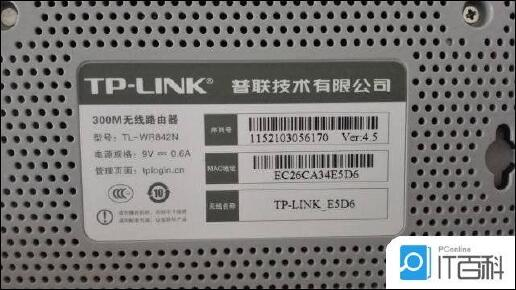 TP-LINK® 普联技术有限公司
300M无线路由器
型号: TL-WR842N
电源规格: 9V⎓0.6A
管理页面: tplogin.cn
序列号
1152103056170 Ver:4.5
MAC地址
EC26CA34E5D6
无线名称
TP-LINK_E5D6
CCC
10
PConline
IT百科